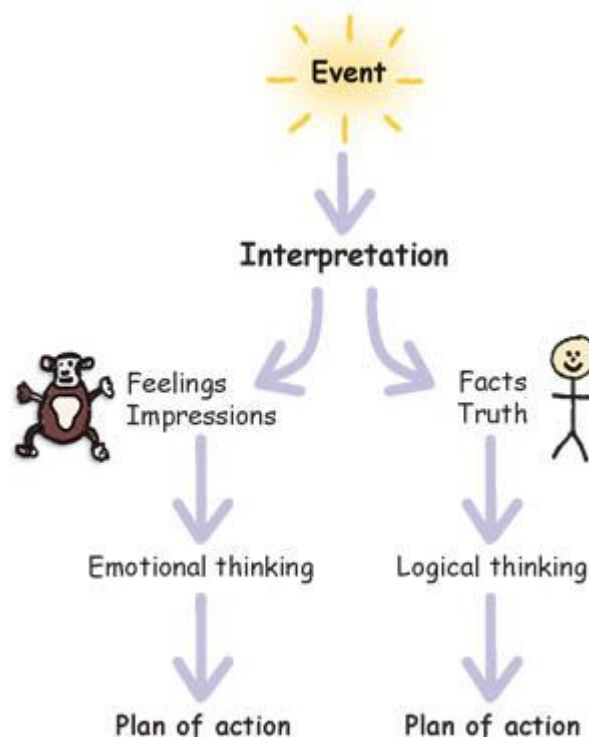 Event
Interpretation
Feelings
Impressions
Facts
Truth
Emotional thinking
Logical thinking
Plan of action
Plan of action